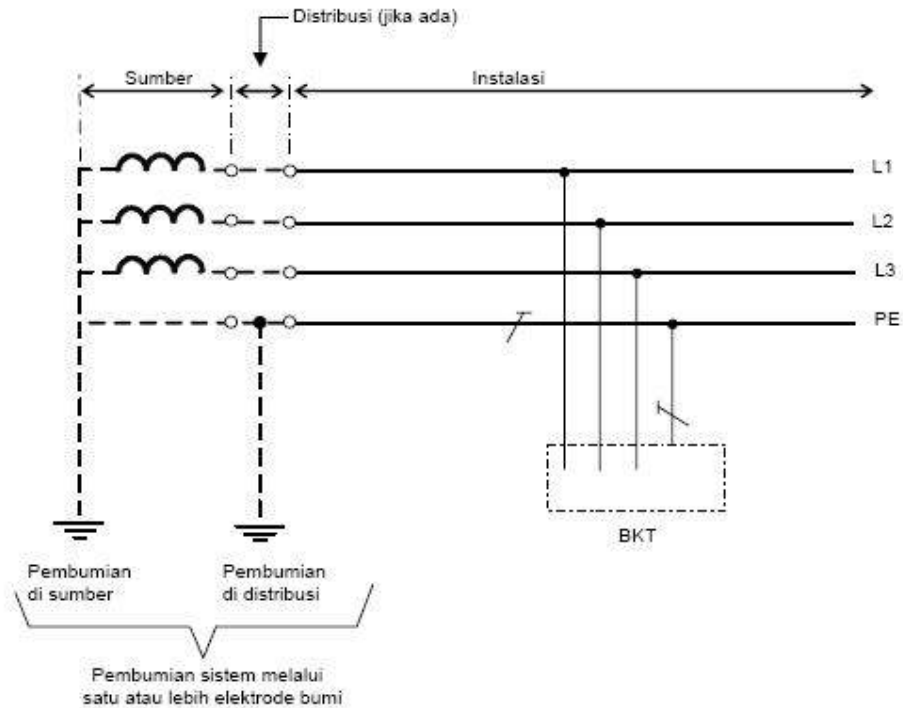 Distribusi (jika ada)
Sumber
Instalasi
L1
L2
L3
PE
BKT
Pembumian
di sumber
Pembumian
di distribusi
Pembumian sistem melalui
satu atau lebih elektrode bumi